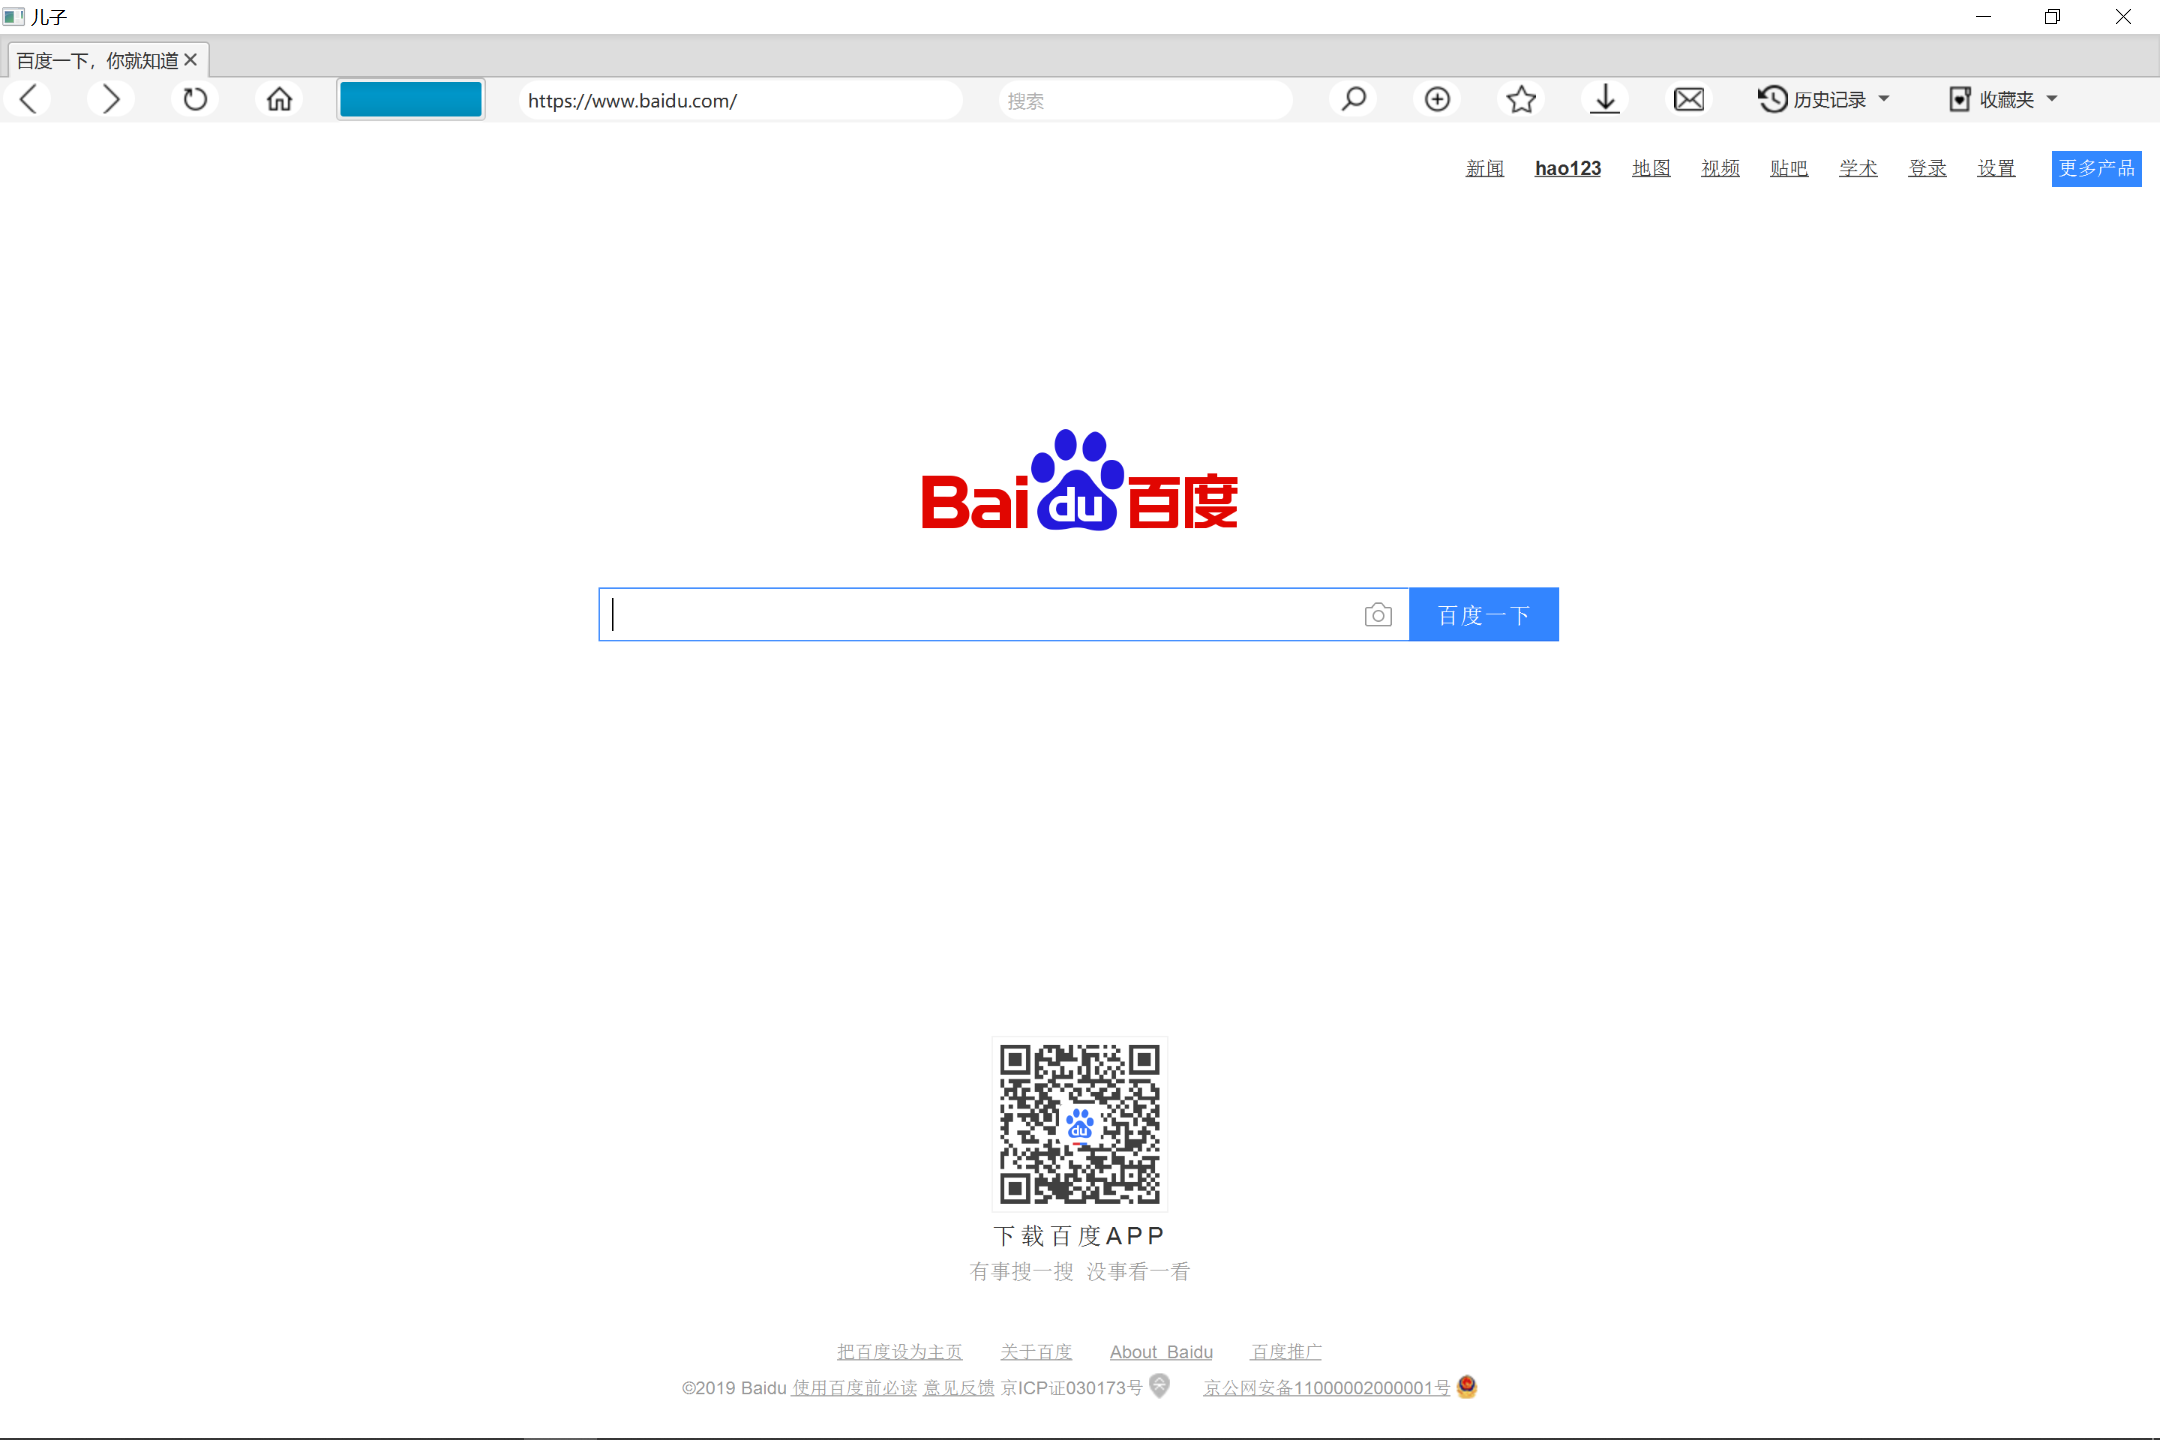 儿子
百度一下，你就知道
https://www.baidu.com/ 搜索 历史记录 收藏夹
新闻 hao123 地图 视频 贴吧 学术 登录 设置 更多产品
Bai du 百度
百度一下
du
下载百度APP
有事搜一搜 没事看一看
把百度设为主页 关于百度 About Baidu 百度推广
©2019 Baidu 使用百度前必读 意见反馈 京ICP证030173号 京公网安备11000002000001号